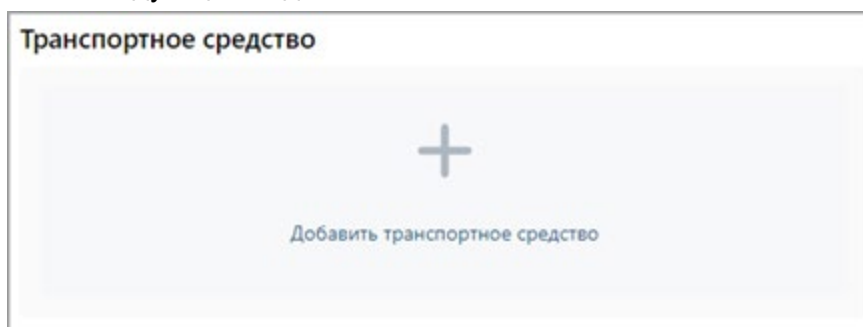 Транспортное средство
Добавить транспортное средство